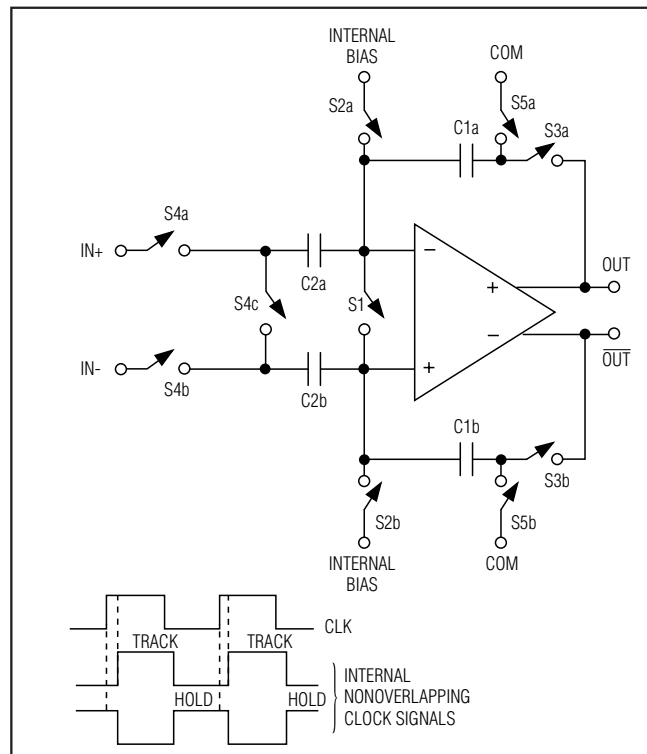 INTERNAL
BIAS
COM
S2a
S5a
C1a
S3a
S4a
IN+
−
C2a
S4c
S1
+
OUT
−
OUT
IN-
S4b
C2b
+
C1b
S3b
S2b
S5b
INTERNAL
BIAS
COM
CLK
TRACK
TRACK
HOLD
HOLD
INTERNAL
NONOVERLAPPING
CLOCK SIGNALS